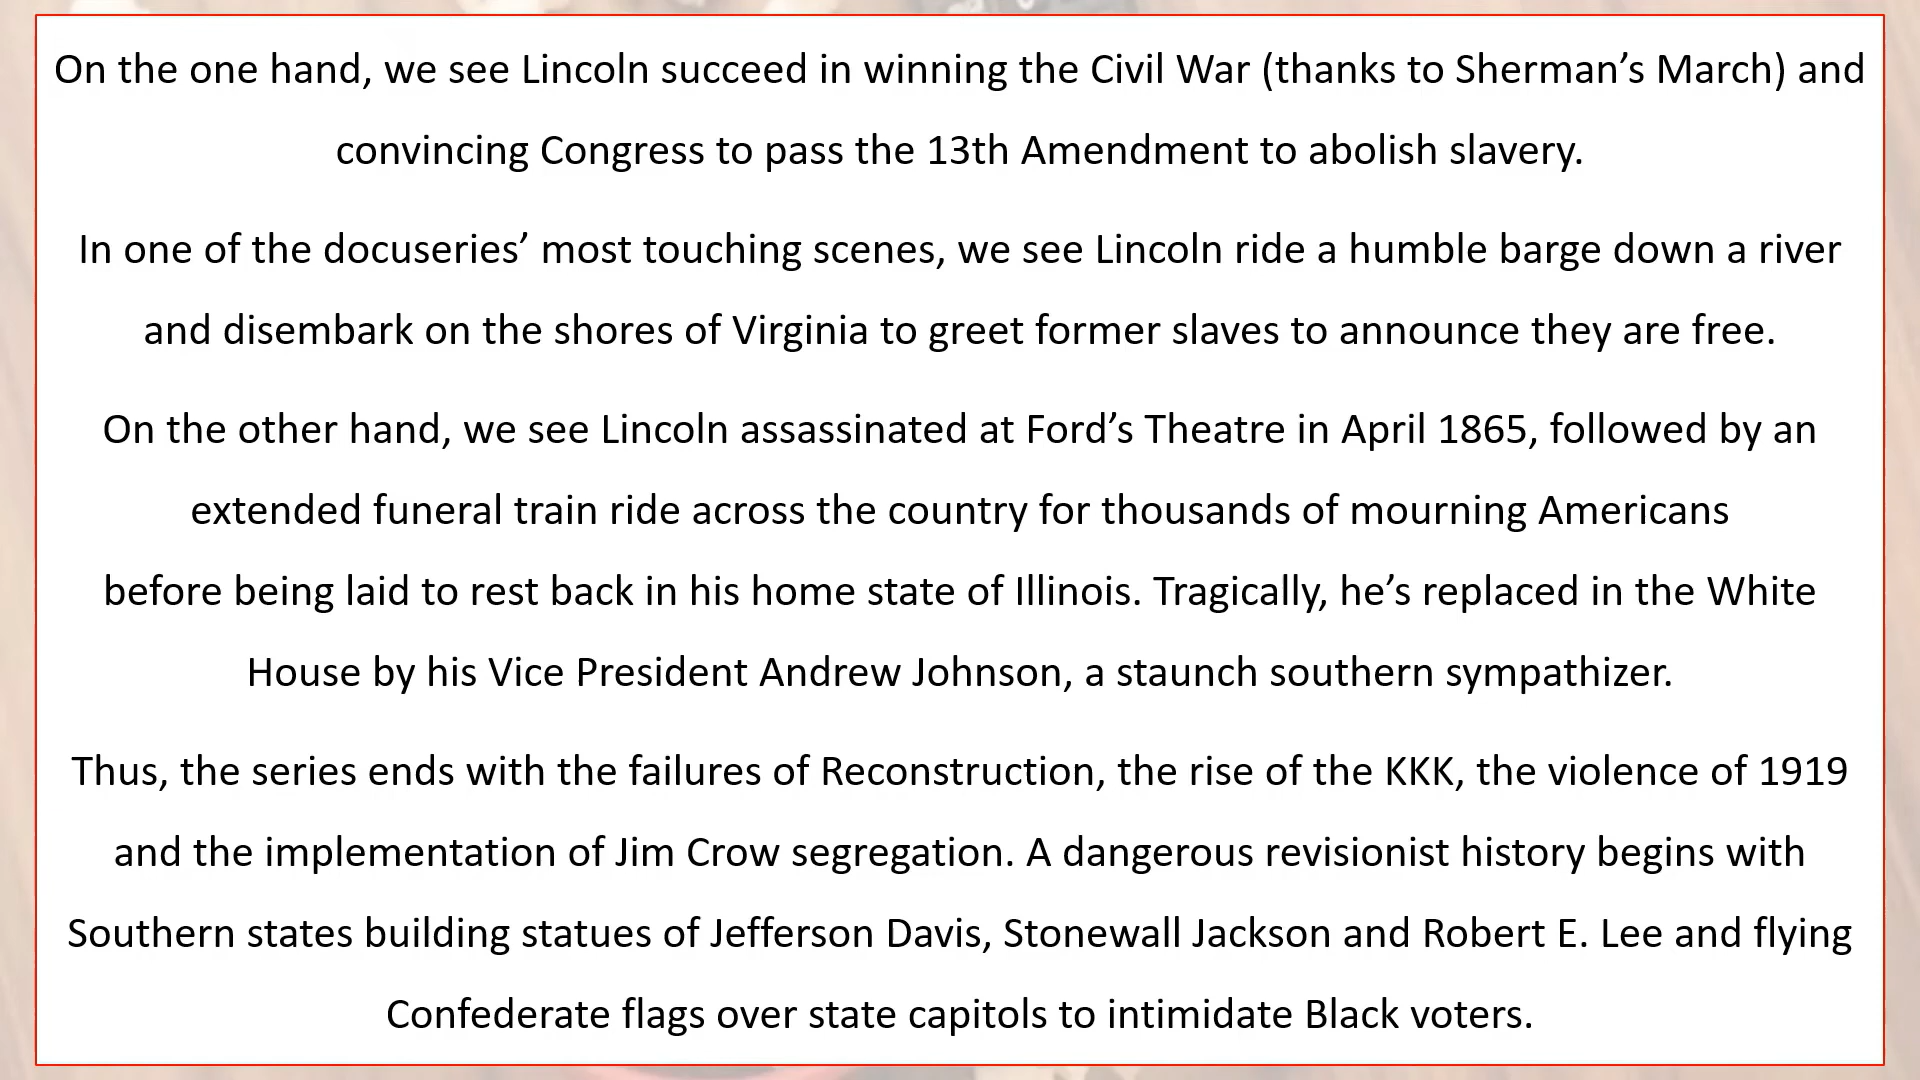 On the one hand, we see Lincoln succeed in winning the Civil War (thanks to Sherman’s March) and
convincing Congress to pass the 13th Amendment to abolish slavery.
In one of the docuseries’ most touching scenes, we see Lincoln ride a humble barge down a river
and disembark on the shores of Virginia to greet former slaves to announce they are free.
On the other hand, we see Lincoln assassinated at Ford’s Theatre in April 1865, followed by an
extended funeral train ride across the country for thousands of mourning Americans
before being laid to rest back in his home state of Illinois. Tragically, he’s replaced in the White
House by his Vice President Andrew Johnson, a staunch southern sympathizer.
Thus, the series ends with the failures of Reconstruction, the rise of the KKK, the violence of 1919
and the implementation of Jim Crow segregation. A dangerous revisionist history begins with
Southern states building statues of Jefferson Davis, Stonewall Jackson and Robert E. Lee and flying
Confederate flags over state capitols to intimidate Black voters.